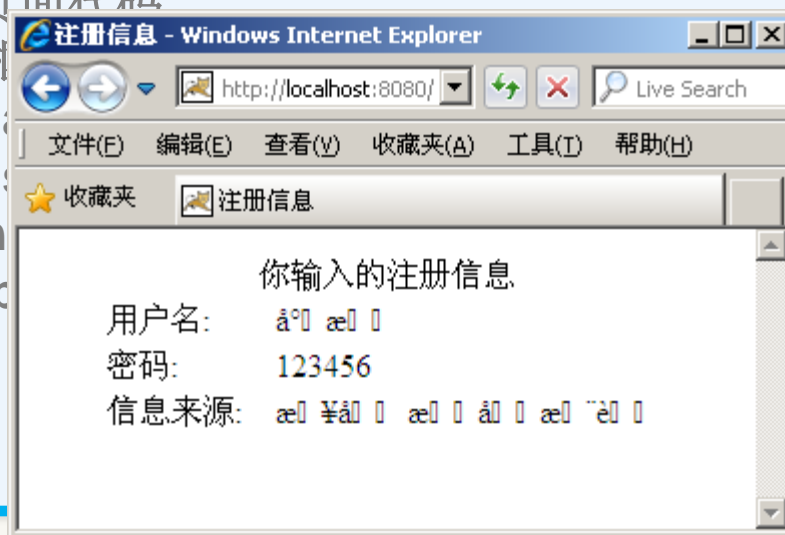 注册信息 - Windows Internet Explorer
http://localhost:8080/ Live Search
文件(F) 编辑(E) 查看(V) 收藏夹(A) 工具(T) 帮助(H)
收藏夹 注册信息
你输入的注册信息
用户名:
密码: 123456
信息来源: